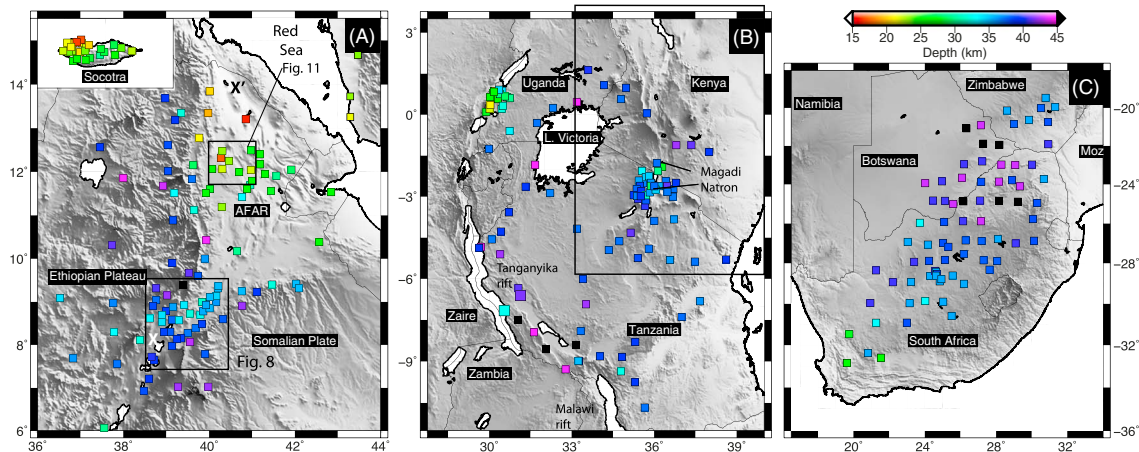 (A)
Socotra
Red
Sea
Fig. 11
'X'
AFAR
Ethiopian Plateau
Somalian Plate
Fig. 8
14°
12°
10°
8°
6°
36°
38°
40°
42°
44°
(B)
Uganda
Kenya
L. Victoria
Magadi
Natron
Tanganyika
rift
Zaire
Tanzania
Zambia
Malawi
rift
3°
0°
−3°
−6°
−9°
30°
33°
36°
39°
15 20 25 30 35 40 45
Depth (km)
(C)
Zimbabwe
Namibia
Botswana
Moz
South Africa
−20°
−24°
−28°
−32°
−36°
20°
24°
28°
32°